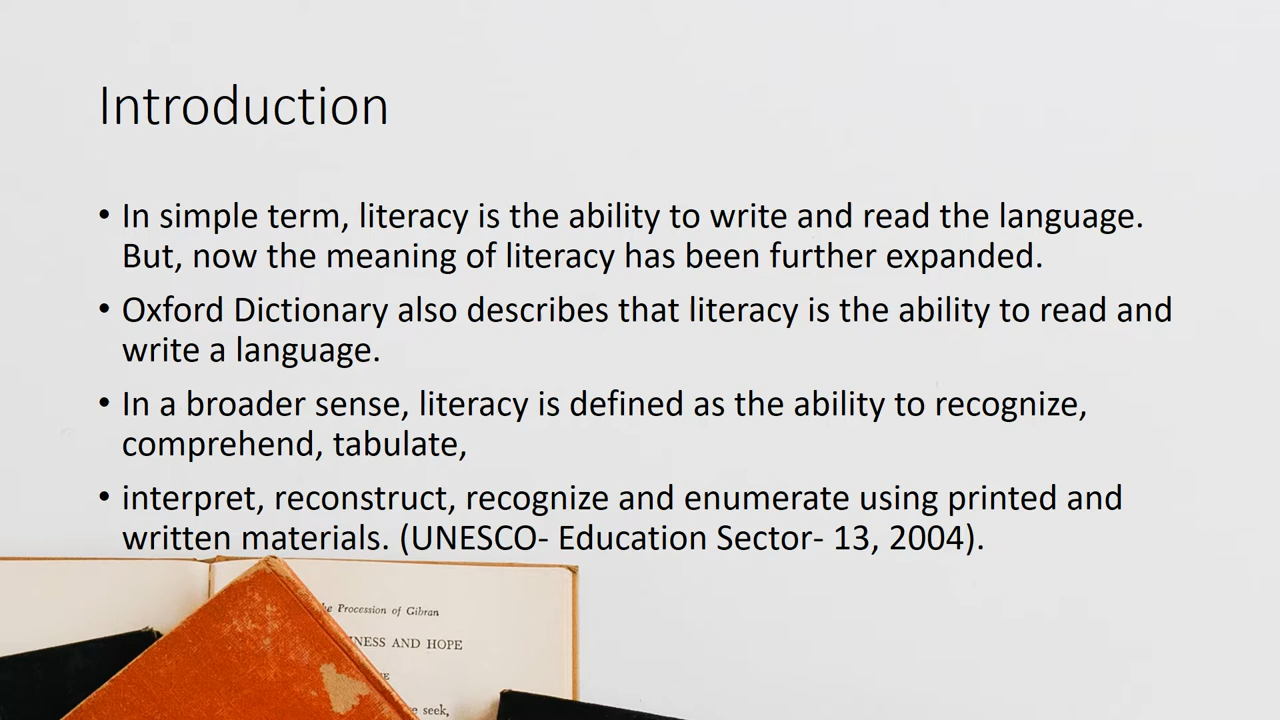 Introduction
• In simple term, literacy is the ability to write and read the language.
But, now the meaning of literacy has been further expanded.
• Oxford Dictionary also describes that literacy is the ability to read and
write a language.
• In a broader sense, literacy is defined as the ability to recognize,
comprehend, tabulate,
• interpret, reconstruct, recognize and enumerate using printed and
written materials. (UNESCO- Education Sector- 13, 2004).
Procession of Gibran
AND HOPE
seek,